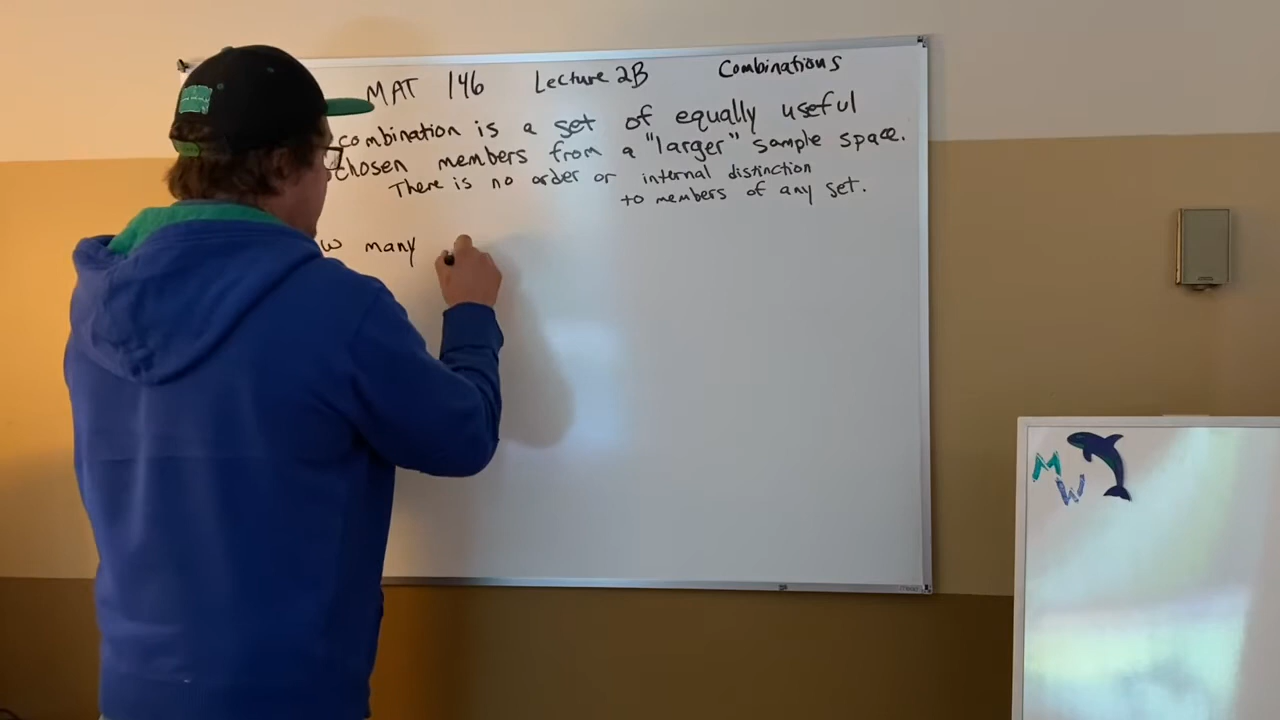 MAT 146 Lecture 2B Combinations
combination is a set of equally useful
chosen members from a "larger" sample space.
There is no order or internal distinction
to members of any set.
w many
M
W